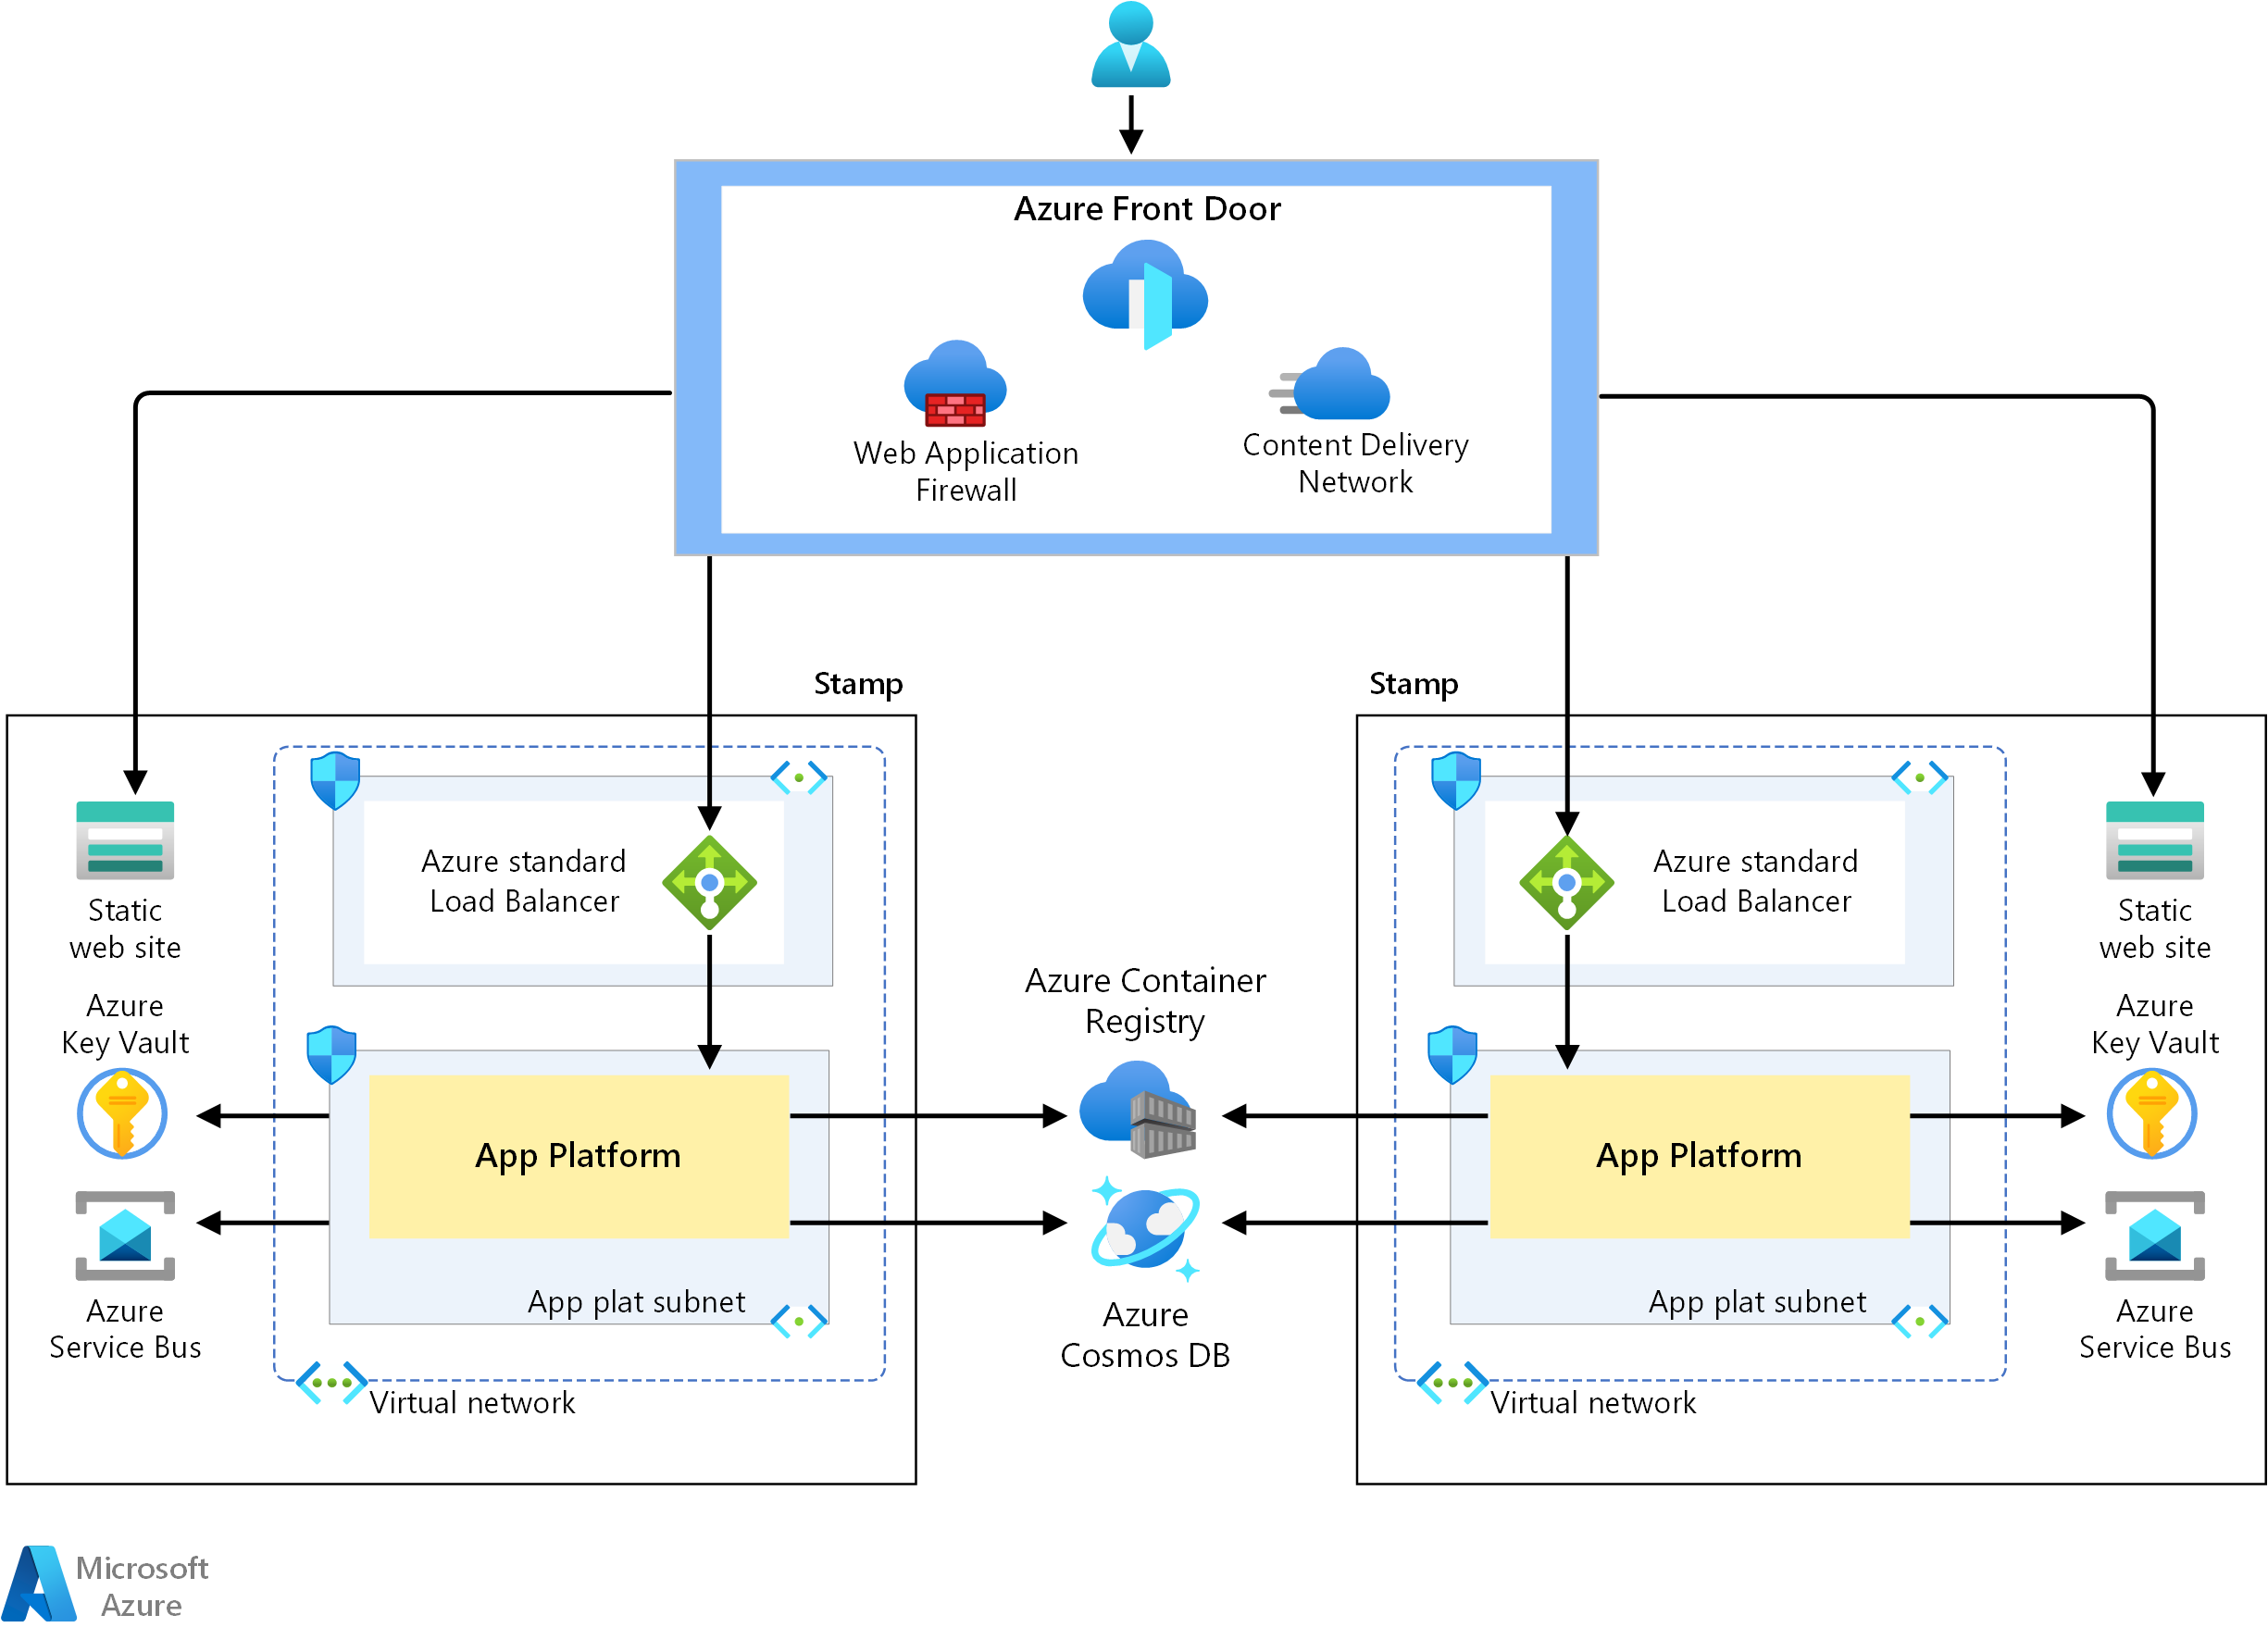 Azure Front Door
Web Application
Firewall
Content Delivery
Network
Stamp
Azure standard
Load Balancer
Static
web site
Azure
Key Vault
App Platform
Azure
Service Bus
App plat subnet
Virtual network
Azure Container
Registry
Azure
Cosmos DB
Stamp
Azure standard
Load Balancer
Static
web site
Azure
Key Vault
App Platform
Azure
Service Bus
App plat subnet
Virtual network
Microsoft
Azure